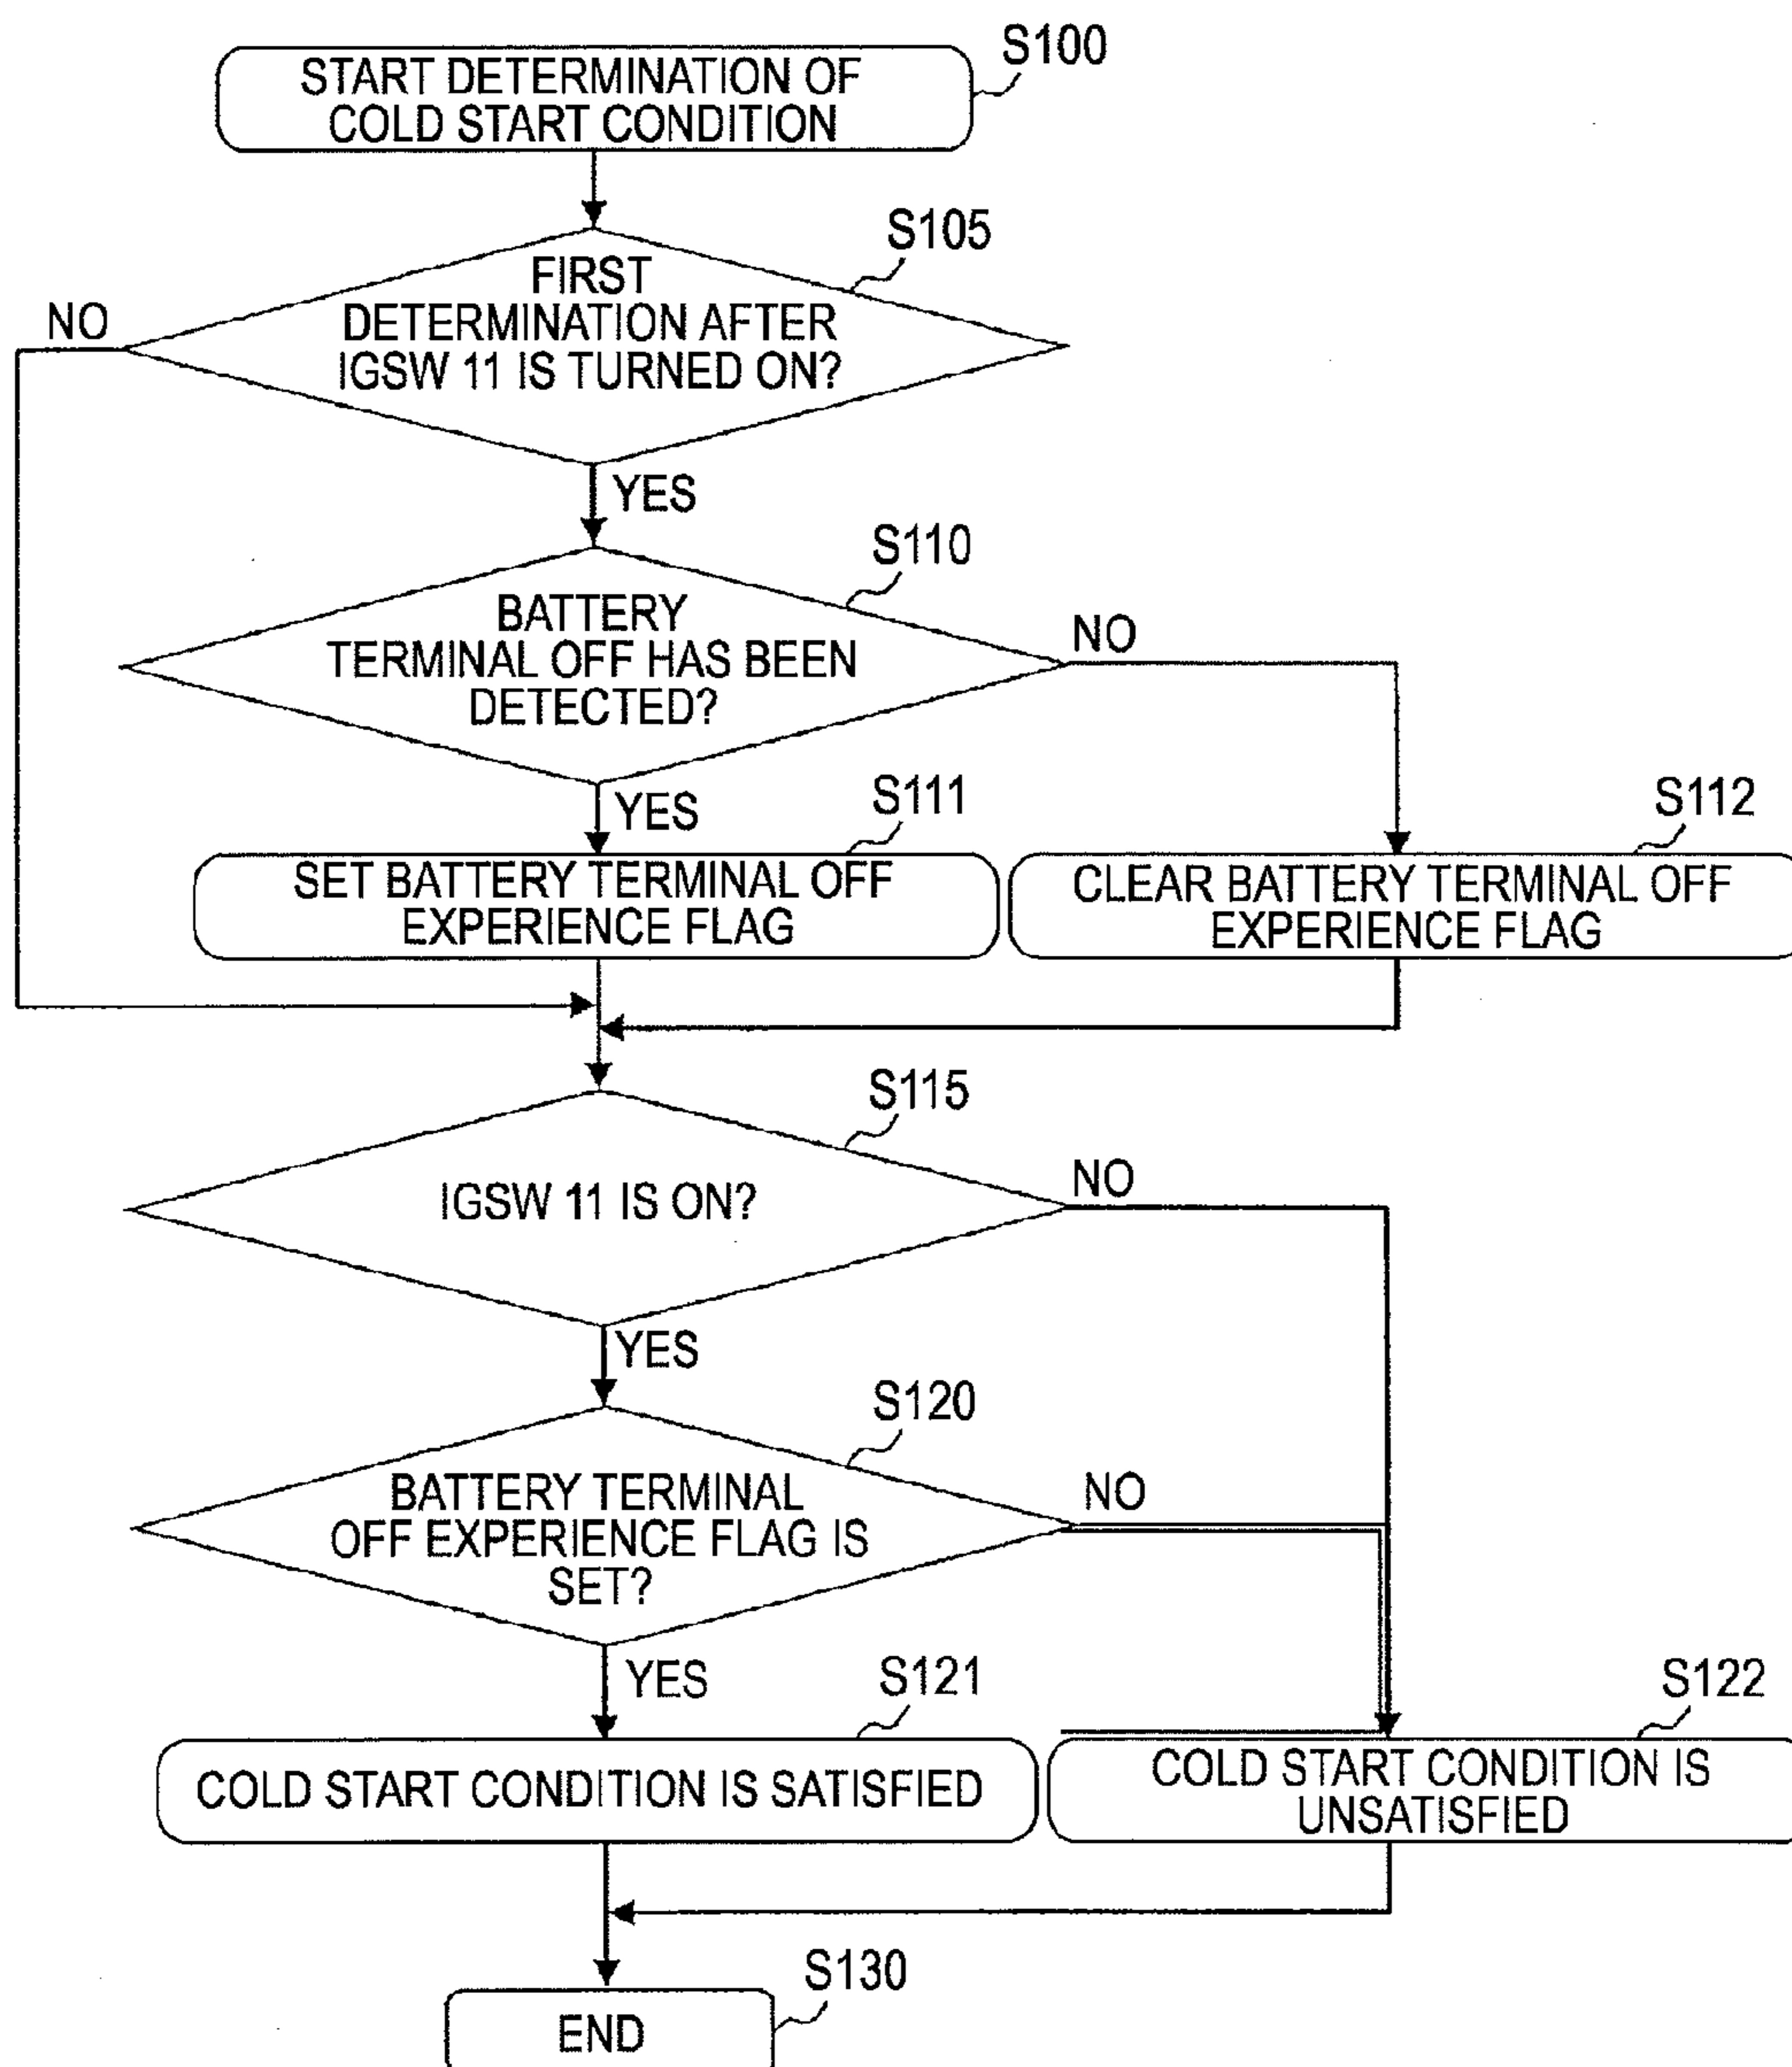 S100
START DETERMINATION OF
COLD START CONDITION
S105
FIRST
DETERMINATION AFTER
IGSW 11 IS TURNED ON?
NO
YES
S110
BATTERY
TERMINAL OFF HAS BEEN
DETECTED?
NO
YES
S111
SET BATTERY TERMINAL OFF
EXPERIENCE FLAG
S112
CLEAR BATTERY TERMINAL OFF
EXPERIENCE FLAG
S115
IGSW 11 IS ON?
NO
YES
S120
BATTERY TERMINAL
OFF EXPERIENCE FLAG IS
SET?
NO
YES
S121
COLD START CONDITION IS SATISFIED
S122
COLD START CONDITION IS
UNSATISFIED
S130
END